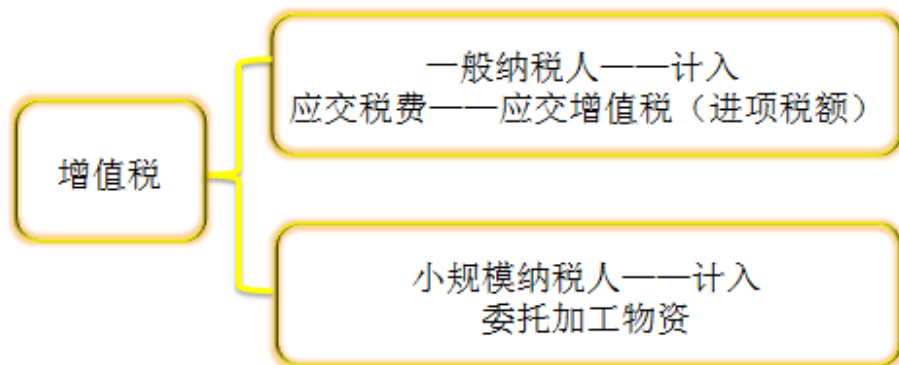 增值税
一般纳税人——计入
应交税费——应交增值税（进项税额）
小规模纳税人——计入
委托加工物资